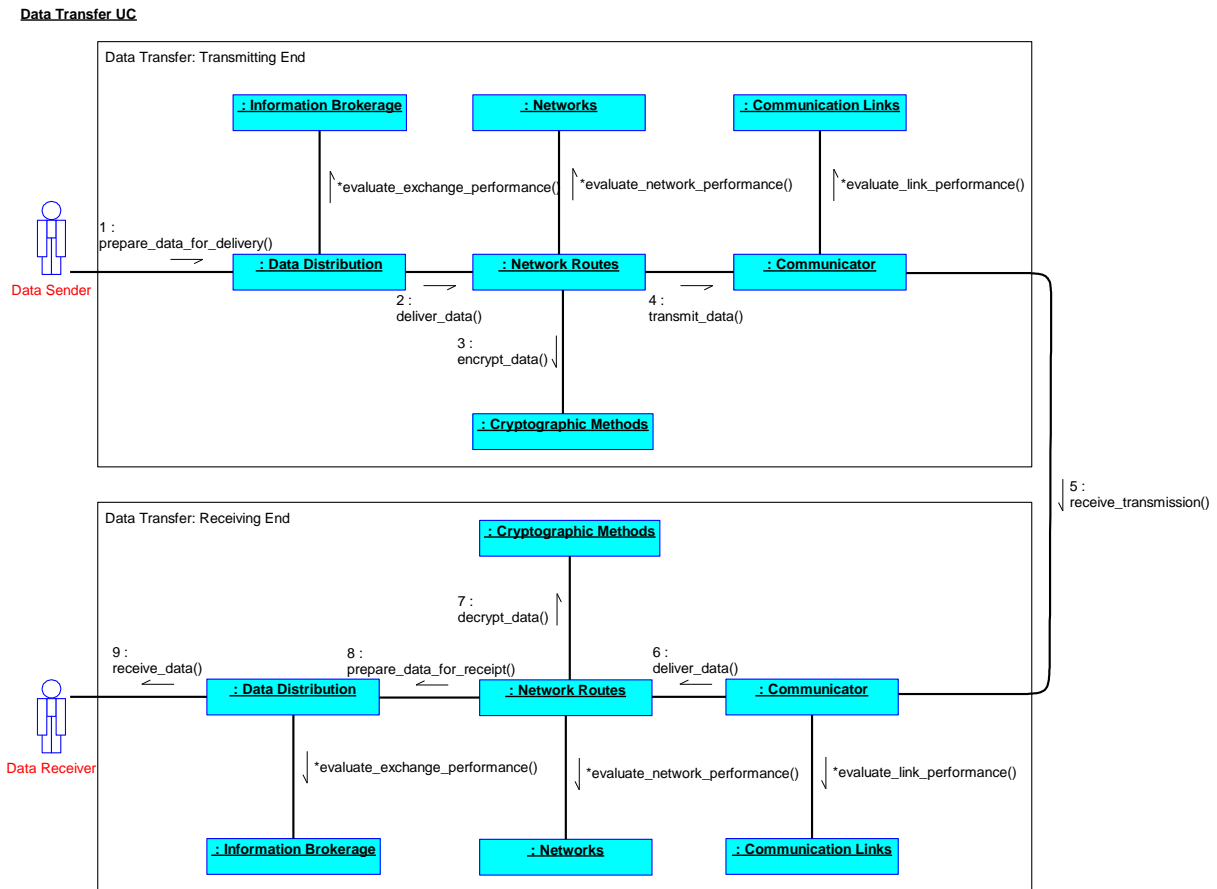 Data Transfer UC
Data Transfer: Transmitting End
: Information Brokerage
: Networks
: Communication Links
*evaluate_exchange_performance()
*evaluate_network_performance()
*evaluate_link_performance()
1 :
prepare_data_for_delivery()
: Data Distribution
: Network Routes
: Communicator
Data Sender
2 :
deliver_data()
4 :
transmit_data()
3 :
encrypt_data()
: Cryptographic Methods
5 :
receive_transmission()
Data Transfer: Receiving End
: Cryptographic Methods
7 :
decrypt_data()
9 :
receive_data()
8 :
prepare_data_for_receipt()
6 :
deliver_data()
: Data Distribution
: Network Routes
: Communicator
Data Receiver
*evaluate_exchange_performance()
*evaluate_network_performance()
*evaluate_link_performance()
: Information Brokerage
: Networks
: Communication Links